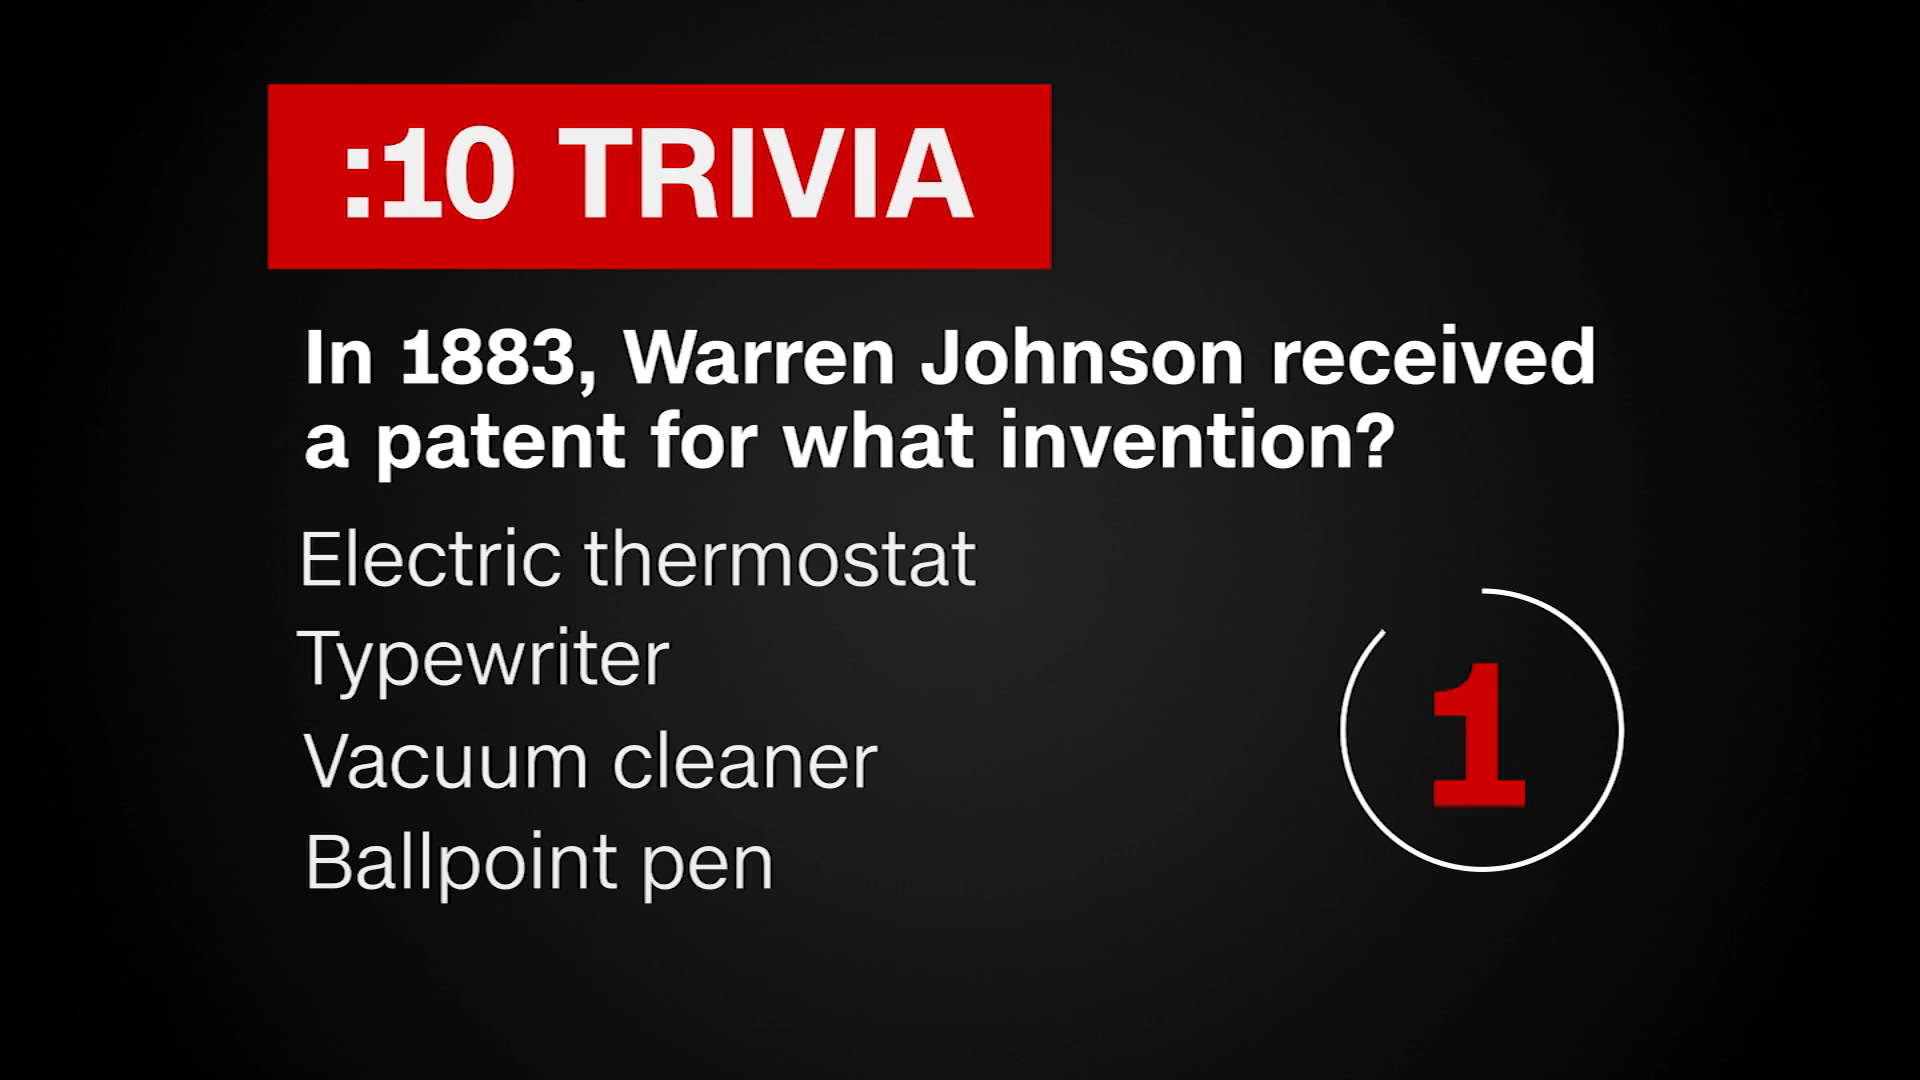 :10 TRIVIA
In 1883, Warren Johnson received
a patent for what invention?
Electric thermostat
Typewriter
Vacuum cleaner
Ballpoint pen
1